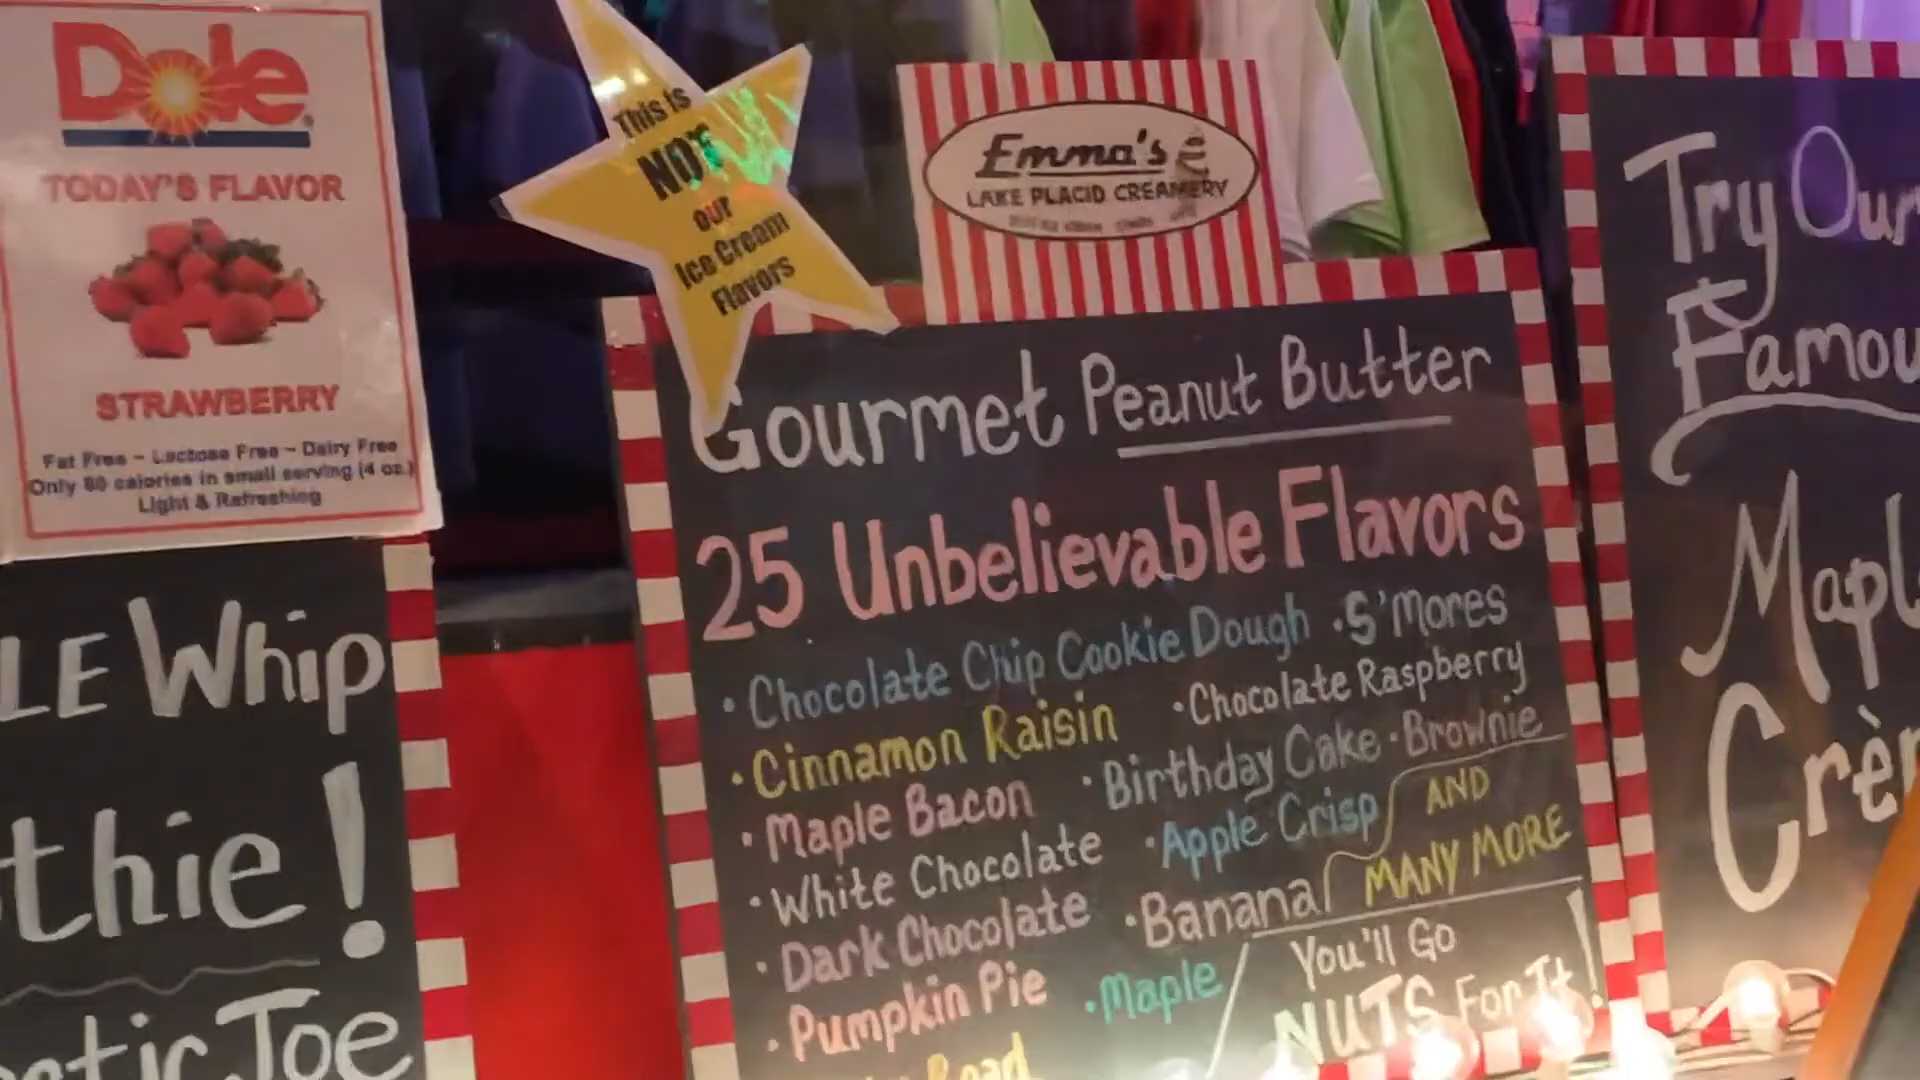 Dole
TODAY'S FLAVOR
STRAWBERRY
Fat Free ~ Lactose Free ~ Dairy Free
Only 80 calories in small serving (4 oz.)
Light & Refreshing
LE Whip
thie!
etic Joe
This is
NOT
our
Ice Cream
Flavors
Emma's
LAKE PLACID CREAMERY
Gourmet Peanut Butter
25 Unbelievable Flavors
• Chocolate Chip Cookie Dough • S'Mores
• Cinnamon Raisin • Chocolate Raspberry
• Maple Bacon • Birthday Cake • Brownie
• White Chocolate • Apple Crisp
• Dark Chocolate • Banana
• Pumpkin Pie • Maple
Road
AND
MANY MORE
You'll Go
NUTS For It!
Try Our
Famou
Mapl
Crè